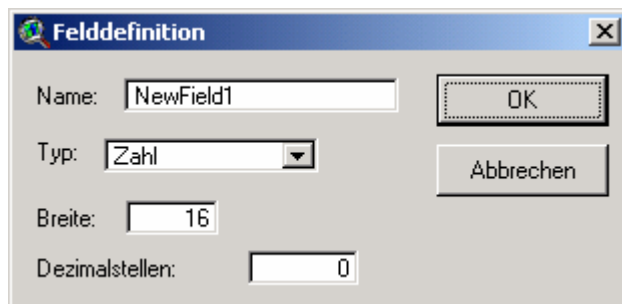 Felddefinition
Name: NewField1
OK
Typ: Zahl
Abbrechen
Breite: 16
Dezimalstellen: 0